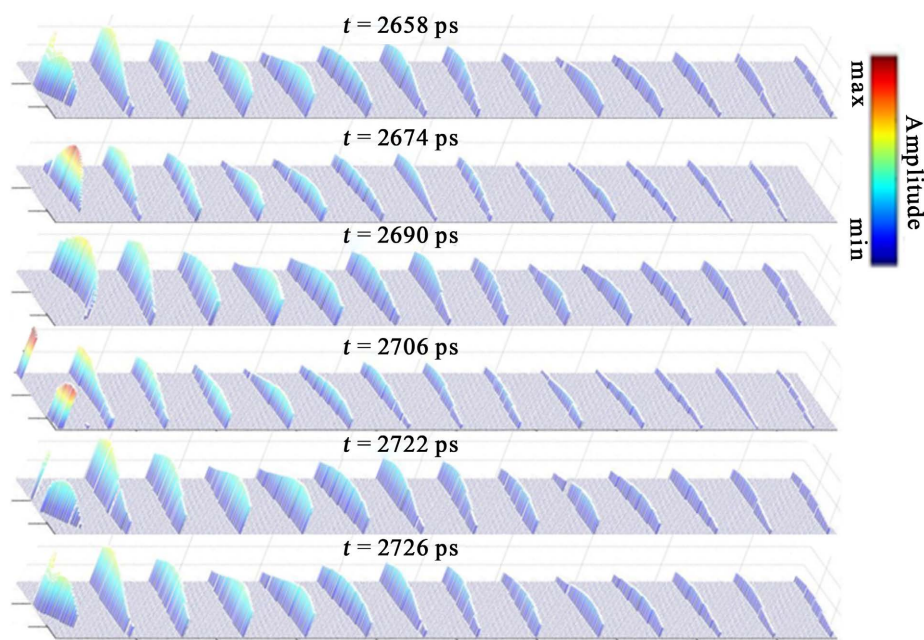 t = 2658 ps
t = 2674 ps
t = 2690 ps
t = 2706 ps
t = 2722 ps
t = 2726 ps
max
Amplitude
min